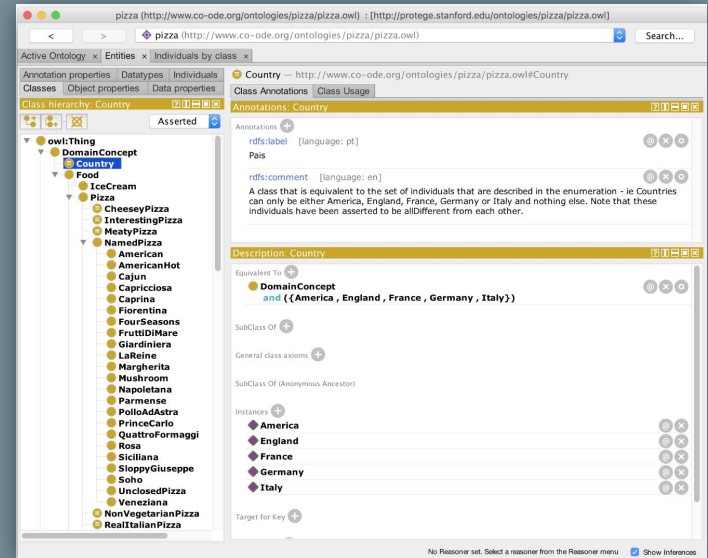 pizza (http://www.co-ode.org/ontologies/pizza/pizza.owl) : [http://protege.stanford.edu/ontologies/pizza/pizza.owl]
< > pizza (http://www.co-ode.org/ontologies/pizza/pizza.owl) Search...
Active Ontology × Entities × Individuals by class ×
Annotation properties Datatypes Individuals
Classes Object properties Data properties
Class hierarchy: Country
Asserted
owl:Thing
DomainConcept
Country
Food
IceCream
Pizza
CheeseyPizza
InterestingPizza
MeatyPizza
NamedPizza
American
AmericanHot
Cajun
Capricciosa
Caprina
Fiorentina
FourSeasons
FruttiDiMare
Giardiniera
LaReine
Margherita
Mushroom
Napoletana
Parmense
PolloAdAstra
PrinceCarlo
QuattroFormaggi
Rosa
Siciliana
SloppyGiuseppe
Soho
UnclosedPizza
Veneziana
NonVegetarianPizza
RealItalianPizza
Country — http://www.co-ode.org/ontologies/pizza/pizza.owl#Country
Class Annotations Class Usage
Annotations: Country
Annotations
rdfs:label [language: pt]
Pais
rdfs:comment [language: en]
A class that is equivalent to the set of individuals that are described in the enumeration - ie Countries
can only be either America, England, France, Germany or Italy and nothing else. Note that these
individuals have been asserted to be allDifferent from each other.
Description: Country
Equivalent To
DomainConcept
and ({America , England , France , Germany , Italy})
SubClass Of
General class axioms
SubClass Of (Anonymous Ancestor)
Instances
America
England
France
Germany
Italy
Target for Key
No Reasoner set. Select a reasoner from the Reasoner menu Show Inferences